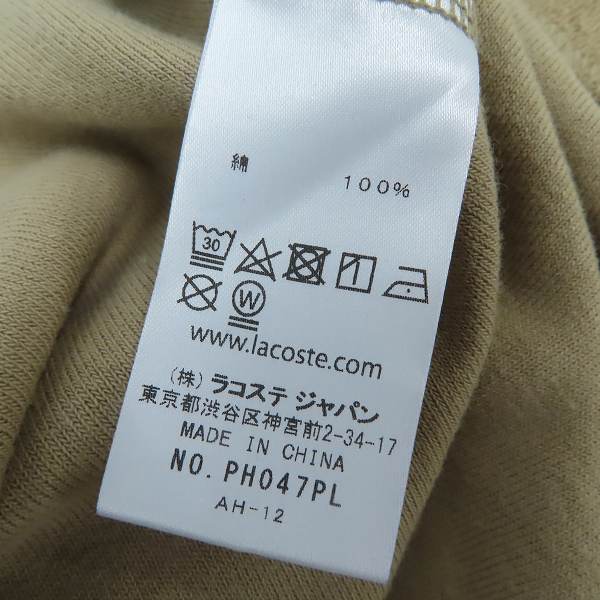 綿 100%
30
W
www.lacoste.com
(株) ラコステ ジャパン
東京都渋谷区神宮前2-34-17
MADE IN CHINA
NO. PH047PL
AH-12